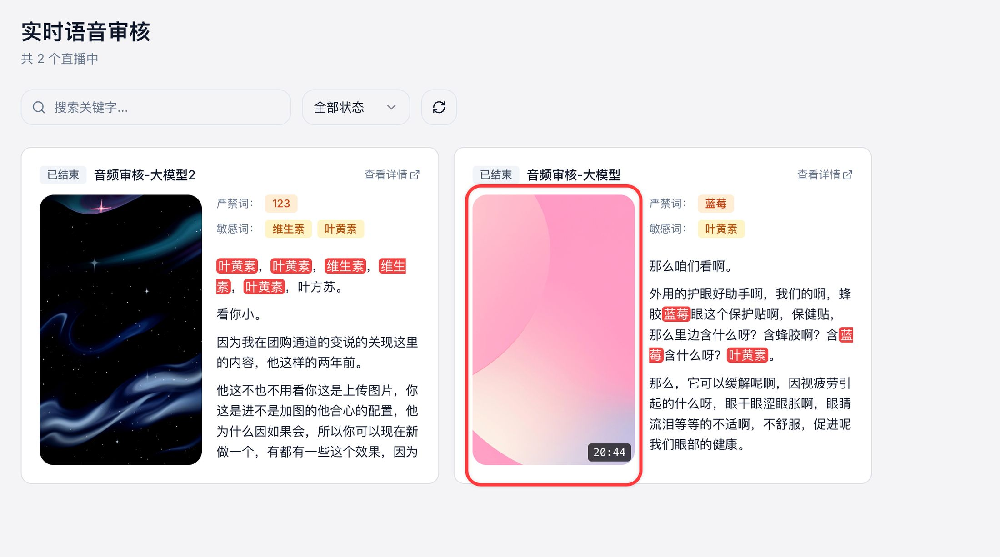 实时语音审核
共 2 个直播中
搜索关键字...
全部状态
已结束 音频审核-大模型2 查看详情
严禁词： 123
敏感词： 维生素 叶黄素
叶黄素，叶黄素，维生素，维生
素，叶黄素，叶方苏。
看你小。
因为我在团购通道的变说的关现这里
的内容，他这样的两年前。
他这不也不用看你这是上传图片，你
这是进不是加图的他合心的配置，他
为什么因如果会，所以你可以现在新
做一个，有都有一些这个效果，因为
已结束 音频审核-大模型 查看详情
20:44
严禁词： 蓝莓
敏感词： 叶黄素
那么咱们看啊。
外用的护眼好助手啊，我们的啊，蜂
胶蓝莓眼这个保护贴啊，保健贴，
那么里边含什么呀？含蜂胶啊？含蓝
莓含什么呀？叶黄素。
那么，它可以缓解呢啊，因视疲劳引
起的什么呀，眼干眼涩眼胀啊，眼睛
流泪等等的不适啊，不舒服，促进呢
我们眼部的健康。